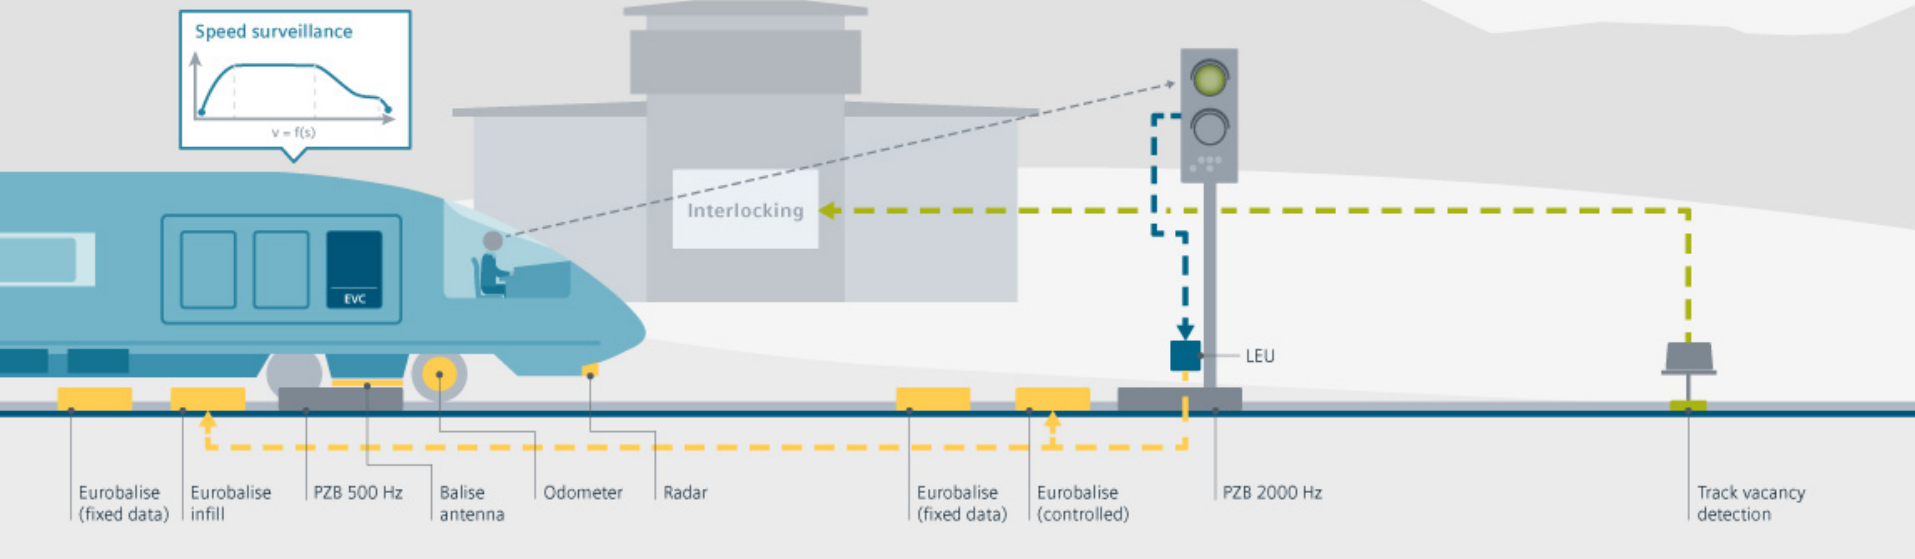 Speed surveillance
v = f(s)
Interlocking
EVC
LEU
Eurobalise
(fixed data)
Eurobalise
infill
PZB 500 Hz
Balise
antenna
Odometer
Radar
Eurobalise
(fixed data)
Eurobalise
(controlled)
PZB 2000 Hz
Track vacancy
detection